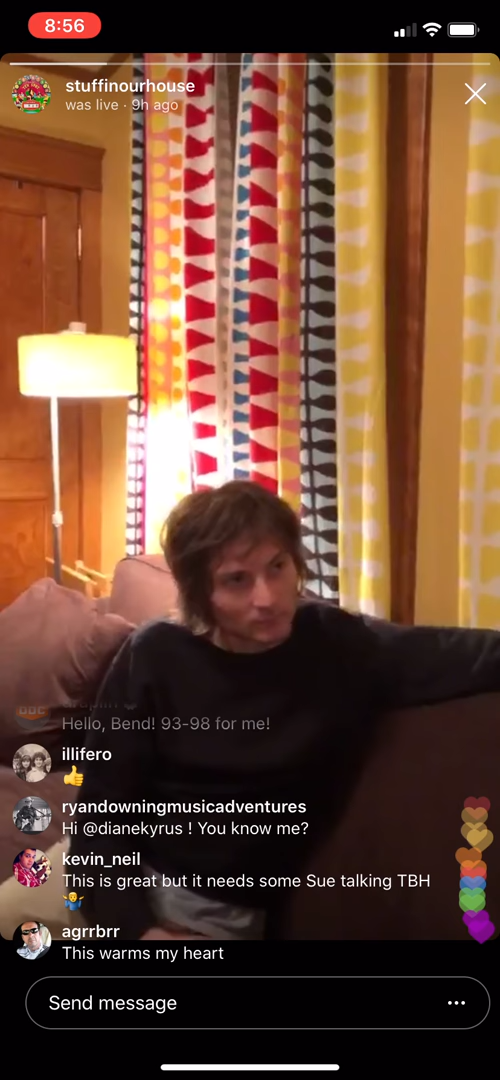 8:56
stuffinourhouse
was live · 9h ago
Hello, Bend! 93-98 for me!
illifero
👍
ryandowningmusicadventures
Hi @dianekyrus ! You know me?
kevin_neil
This is great but it needs some Sue talking TBH
🤷‍♂️
agrrbrr
This warms my heart
Send message